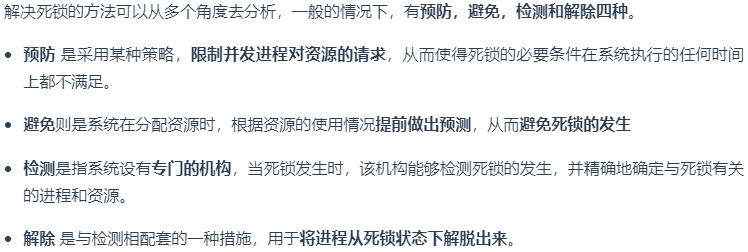 解决死锁的方法可以从多个角度去分析，一般的情况下，有预防，避免，检测和解除四种。
• 预防 是采用某种策略，限制并发进程对资源的请求，从而使得死锁的必要条件在系统执行的任何时间
上都不满足。
• 避免则是系统在分配资源时，根据资源的使用情况提前做出预测，从而避免死锁的发生
• 检测是指系统设有专门的机构，当死锁发生时，该机构能够检测死锁的发生，并精确地确定与死锁有关
的进程和资源。
• 解除 是与检测相配套的一种措施，用于将进程从死锁状态下解脱出来。